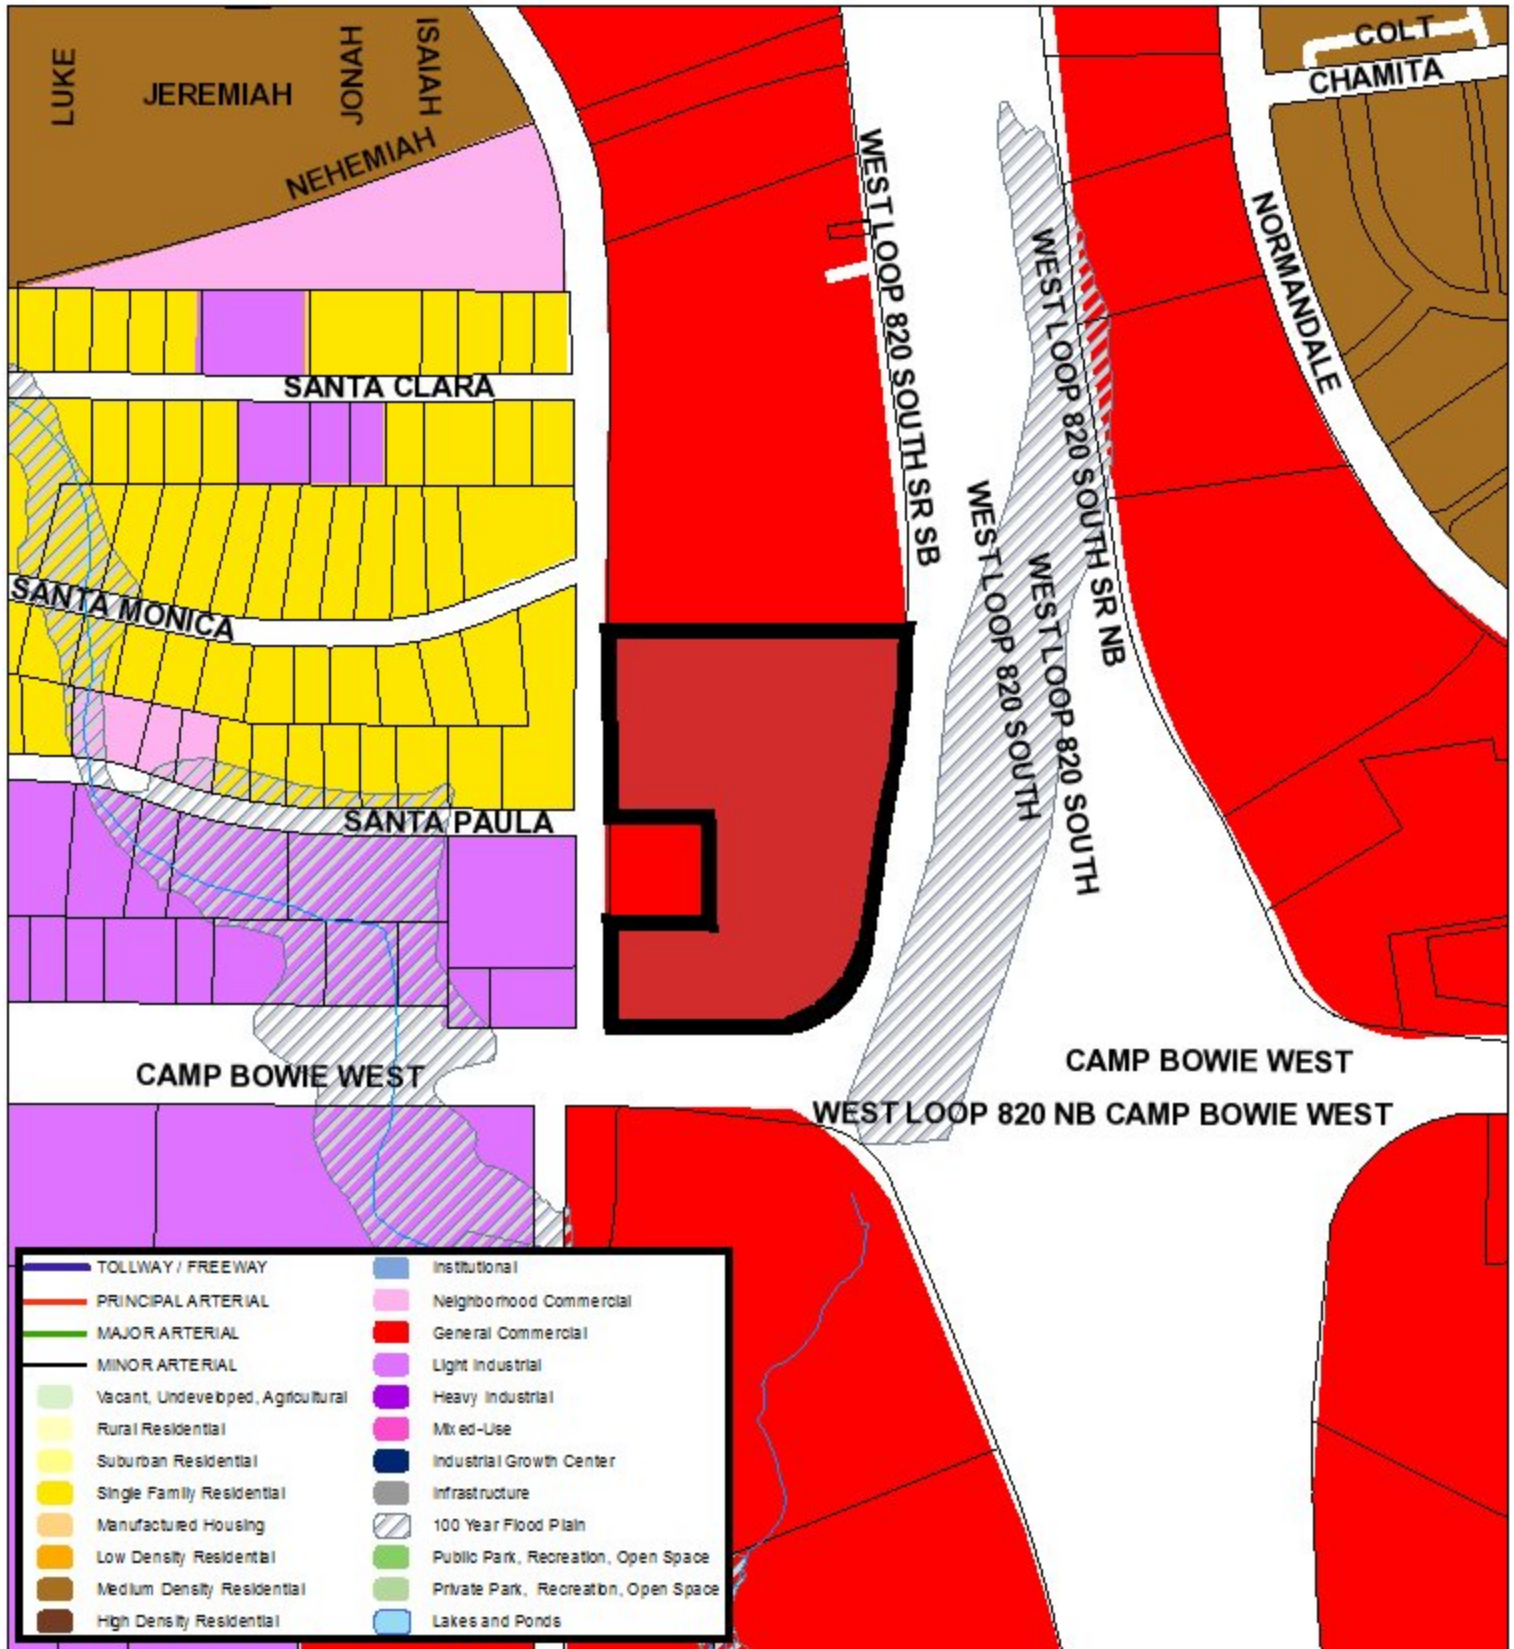 COLT
CHAMITA
LUKE
JEREMIAH
JONAH
ISAIAH
NEHEMIAH
WEST LOOP 820 SOUTH SR SB
WEST LOOP 820 SOUTH SR NB
NORMANDALE
SANTA CLARA
WEST LOOP 820 SOUTH
WEST LOOP 820 SOUTH
SANTA MONICA
SANTA PAULA
CAMP BOWIE WEST
CAMP BOWIE WEST
WEST LOOP 820 NB CAMP BOWIE WEST
TOLLWAY / FREEWAY
PRINCIPAL ARTERIAL
MAJOR ARTERIAL
MINOR ARTERIAL
Vacant, Undeveloped, Agricultural
Rural Residential
Suburban Residential
Single Family Residential
Manufactured Housing
Low Density Residential
Medium Density Residential
High Density Residential
Institutional
Neighborhood Commercial
General Commercial
Light Industrial
Heavy Industrial
Mixed-Use
Industrial Growth Center
Infrastructure
100 Year Flood Plain
Public Park, Recreation, Open Space
Private Park, Recreation, Open Space
Lakes and Ponds